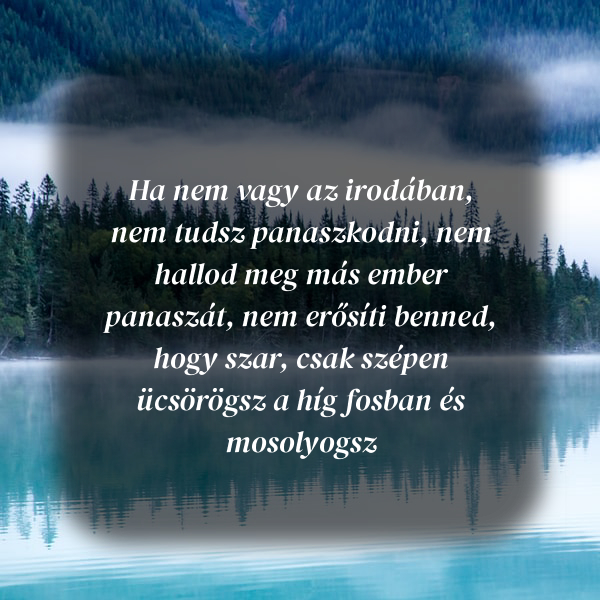 Ha nem vagy az irodában,
nem tudsz panaszkodni, nem
hallod meg más ember
panaszát, nem erősíti benned,
hogy szar, csak szépen
ücsörögsz a híg fosban és
mosolyogsz